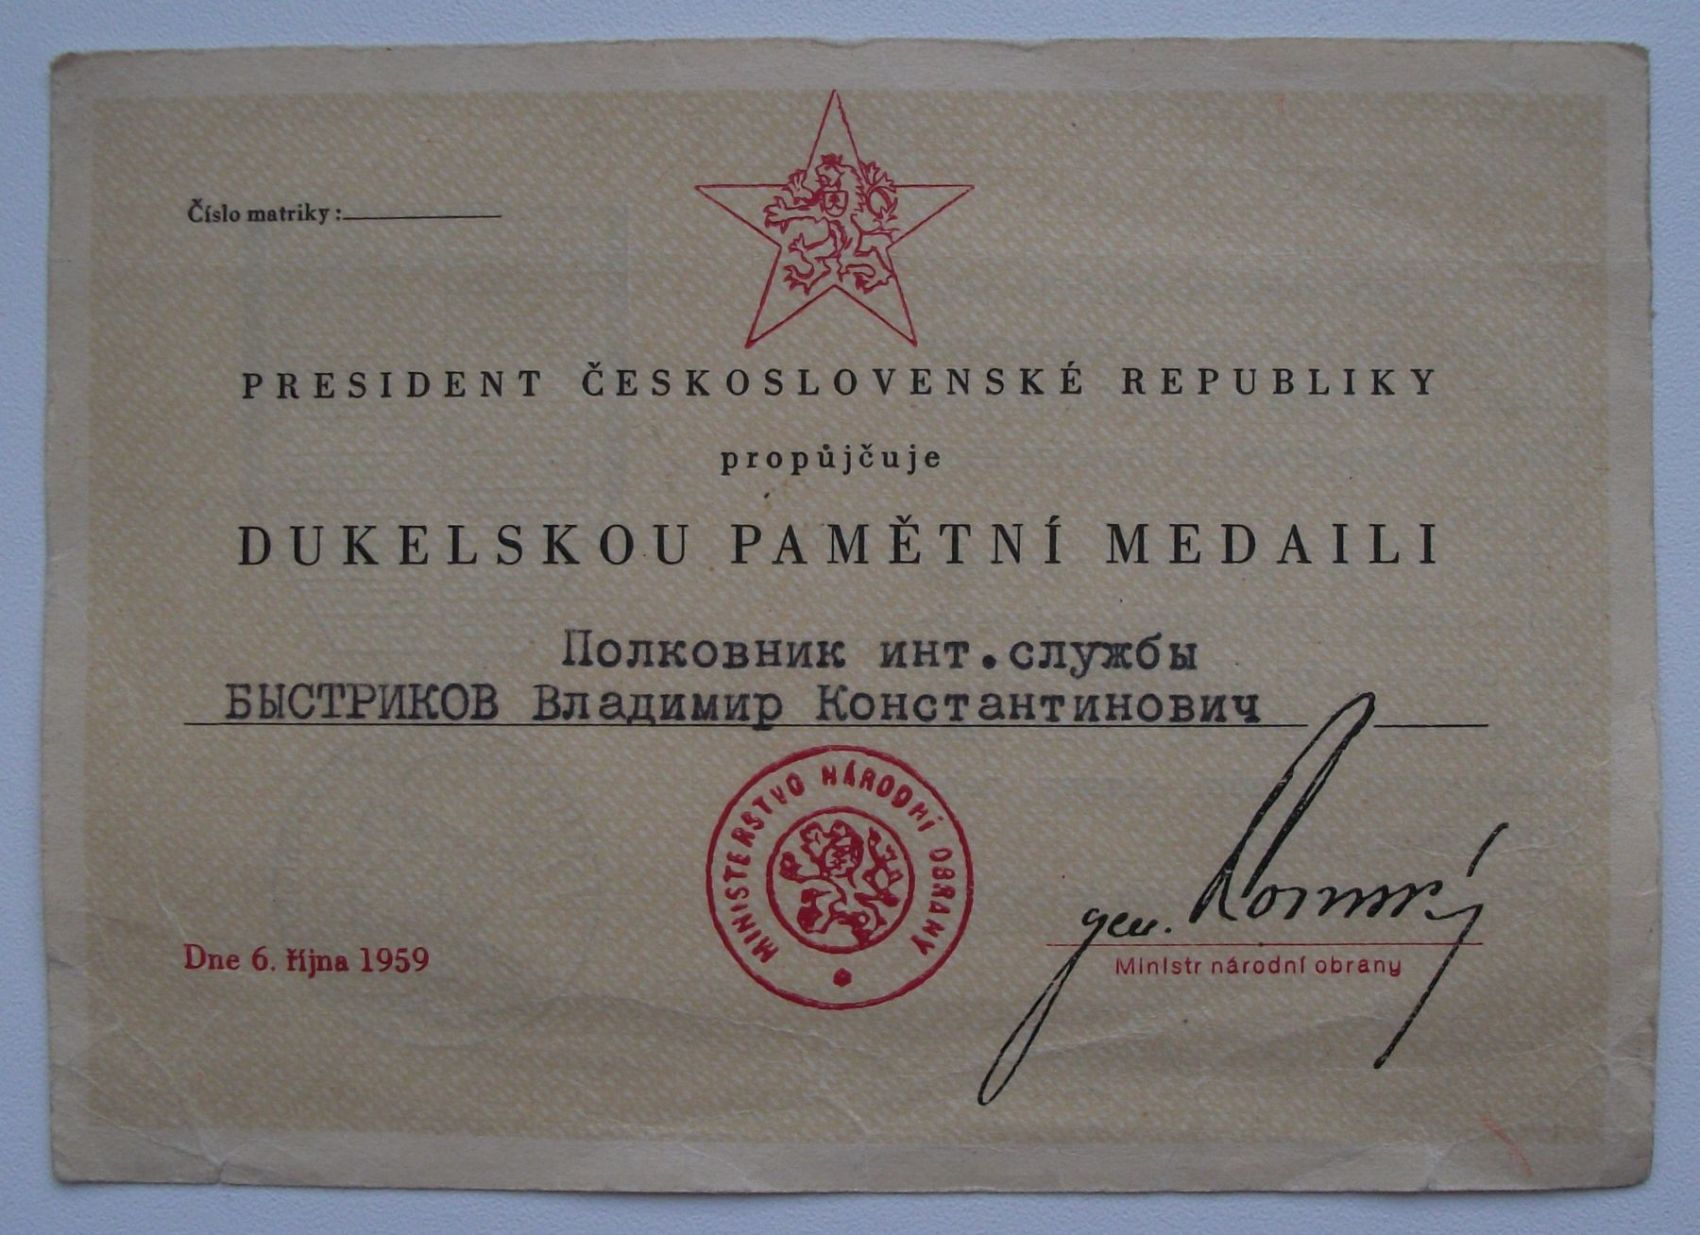 Číslo matriky:
PRESIDENT ČESKOSLOVENSKÉ REPUBLIKY
propůjčuje
DUKELSKOU PAMĚTNÍ MEDAILI
Полковник инт.службы
БЫСТРИКОВ Владимир Константинович
MINISTERSTVO NÁRODNÍ OBRANY
gen.
Dne 6. října 1959
Ministr národní obrany